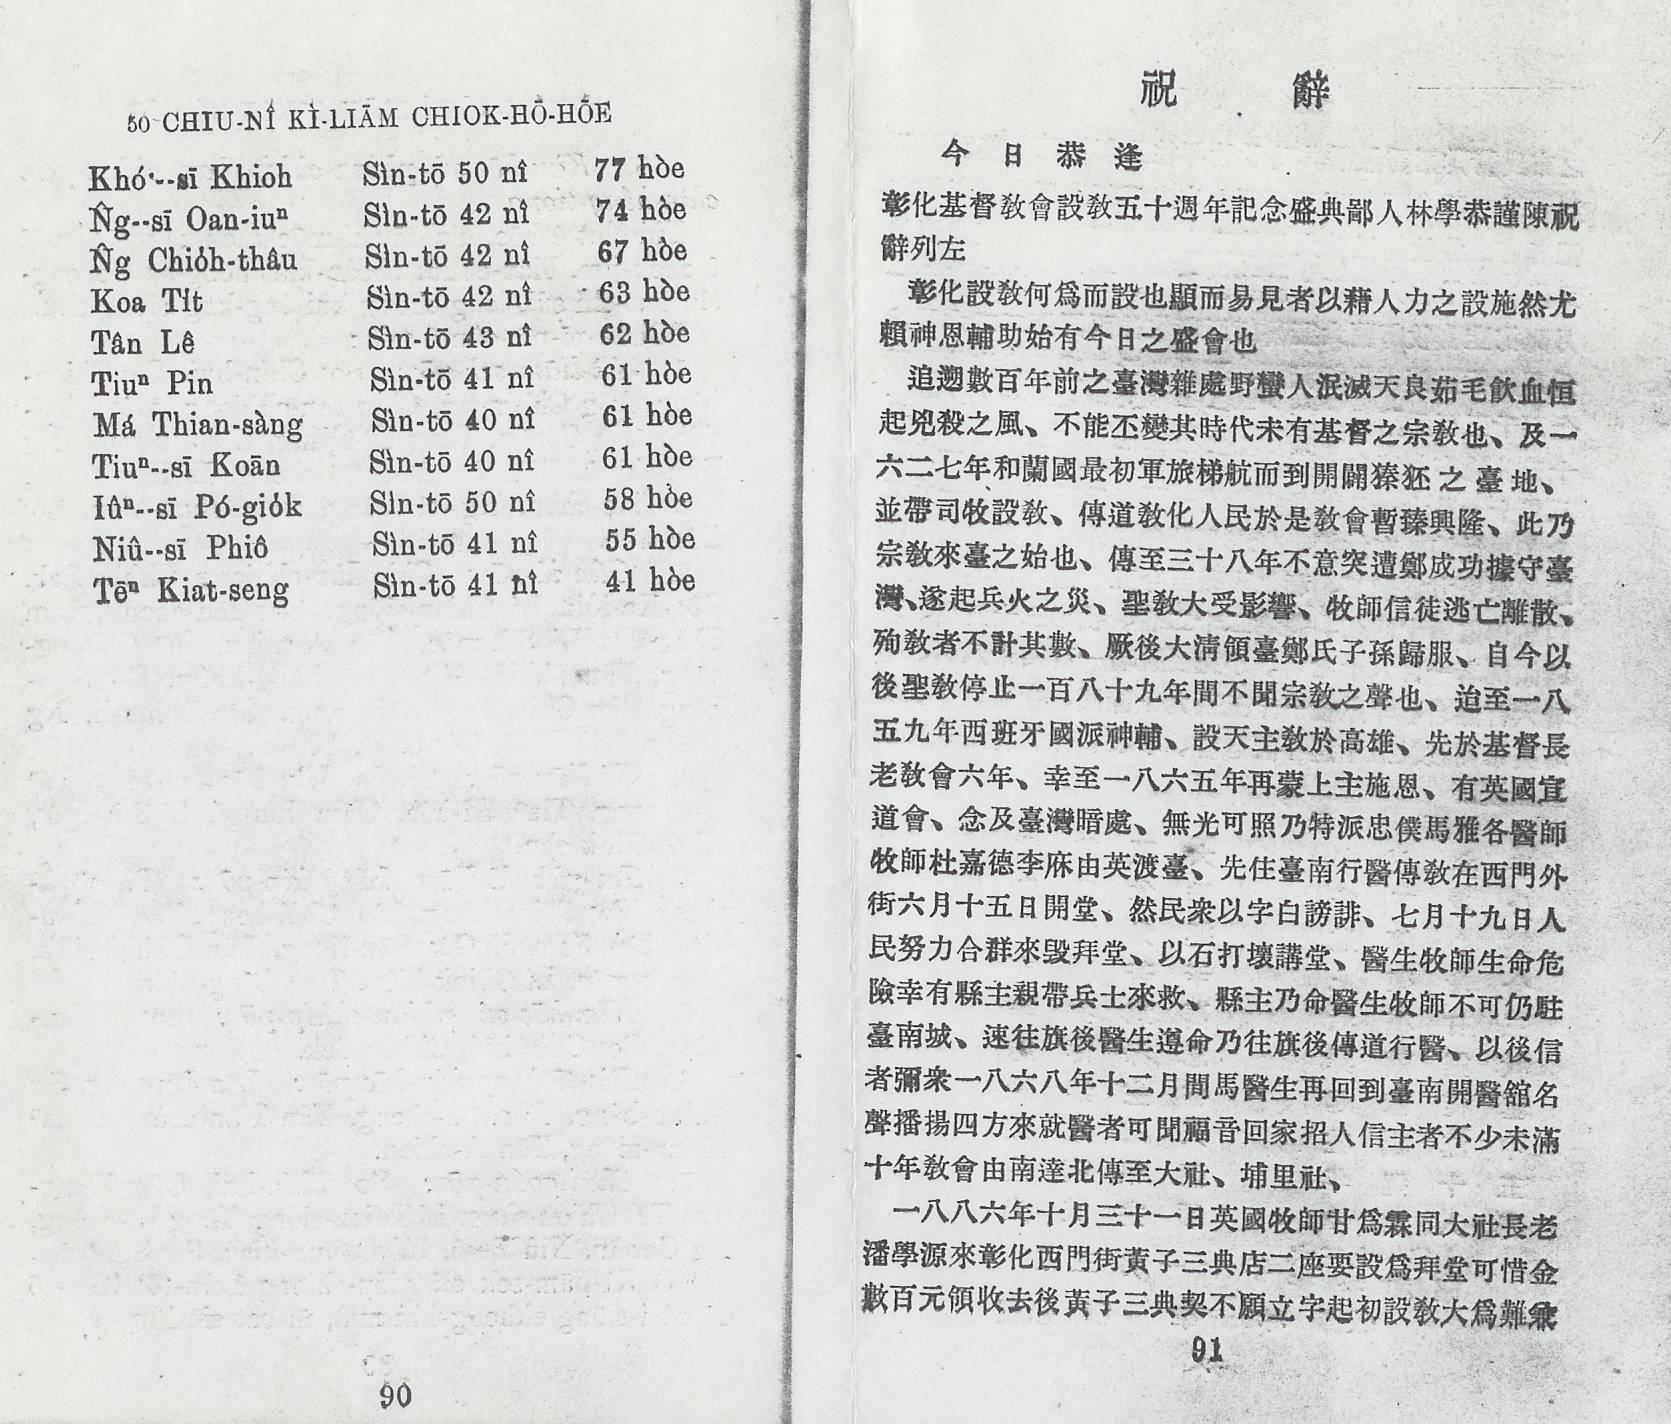 50 CHIU-NÎ KÌ-LIĀM CHIOK-HŌ-HŌE
Khó·--sī Khioh Sìn-tō 50 nî 77 hòe
N̂g--sī Oan-iuⁿ Sìn-tō 42 nî 74 hòe
N̂g Chio̍h-thâu Sìn-tō 42 nî 67 hòe
Koa Ti̍t Sìn-tō 42 nî 63 hòe
Tân Lê Sìn-tō 43 nî 62 hòe
Tiuⁿ Pin Sìn-tō 41 nî 61 hòe
Má Thian-sàng Sìn-tō 40 nî 61 hòe
Tiuⁿ--sī Koān Sìn-tō 40 nî 61 hòe
Iûⁿ--sī Pó-gio̍k Sìn-tō 50 nî 58 hòe
Niû--sī Phiô Sìn-tō 41 nî 55 hòe
Tēⁿ Kiat-seng Sìn-tō 41 nî 41 hòe
90
祝辭
今日恭逢
彰化基督敎會設敎五十週年記念盛典鄙人林學恭謹陳祝
辭列左
彰化設敎何爲而設也顯而易見者以藉人力之設施然尤
賴神恩輔助始有今日之盛會也
追遡數百年前之臺灣雜處野蠻人泯滅天良茹毛飮血恒
起兇殺之風、不能丕變其時代未有基督之宗敎也、及一
六二七年和蘭國最初軍旅梯航而到開闢獉狉之臺地、
並帶司牧設敎、傳道敎化人民於是敎會暫臻興隆、此乃
宗敎來臺之始也、傳至三十八年不意突遭鄭成功據守臺
灣、遂起兵火之災、聖敎大受影響、牧師信徒逃亡離散、
殉敎者不計其數、厥後大淸領臺鄭氏子孫歸服、自今以
後聖敎停止一百八十九年間不聞宗敎之聲也、迨至一八
五九年西班牙國派神輔、設天主敎於高雄、先於基督長
老敎會六年、幸至一八六五年再蒙上主施恩、有英國宣
道會、念及臺灣暗處、無光可照乃特派忠僕馬雅各醫師
牧師杜嘉德李庥由英渡臺、先住臺南行醫傳敎在西門外
街六月十五日開堂、然民衆以字白謗誹、七月十九日人
民努力合群來毀拜堂、以石打壞講堂、醫生牧師生命危
險幸有縣主親帶兵士來救、縣主乃命醫生牧師不可仍駐
臺南城、速往旗後醫生遵命乃往旗後傳道行醫、以後信
者彌衆一八六八年十二月間馬醫生再回到臺南開醫舘名
聲播揚四方來就醫者可聞福音回家招人信主者不少未滿
十年敎會由南達北傳至大社、埔里社、
一八八六年十月三十一日英國牧師甘爲霖同大社長老
潘學源來彰化西門街黃子三典店二座要設爲拜堂可惜金
數百元領收去後黃子三典契不願立字起初設敎大爲難兼
91